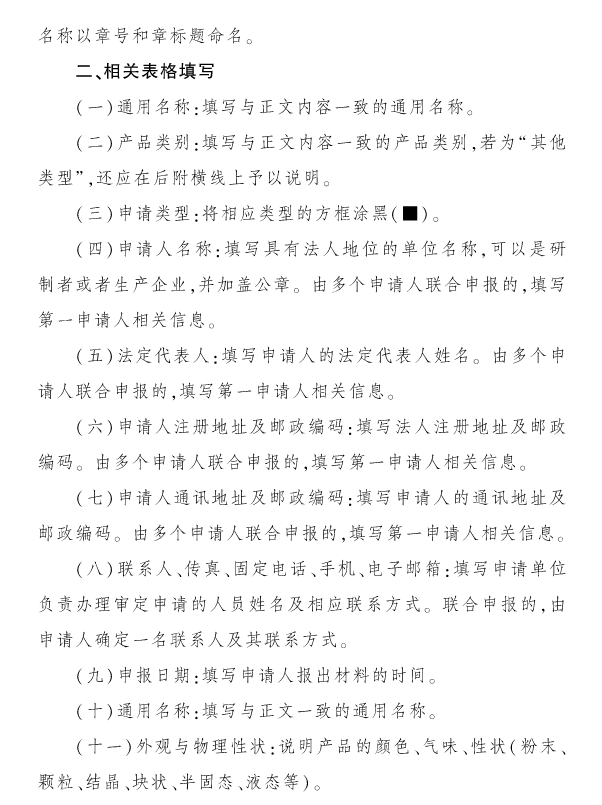 名称以章号和章标题命名。
二、相关表格填写
(一)通用名称:填写与正文内容一致的通用名称。
(二)产品类别:填写与正文内容一致的产品类别,若为“其他
类型”,还应在后附横线上予以说明。
(三)申请类型:将相应类型的方框涂黑(■)。
(四)申请人名称:填写具有法人地位的单位名称,可以是研
制者或者生产企业,并加盖公章。由多个申请人联合申报的,填写
第一申请人相关信息。
(五)法定代表人:填写申请人的法定代表人姓名。由多个申
请人联合申报的,填写第一申请人相关信息。
(六)申请人注册地址及邮政编码:填写法人注册地址及邮政
编码。由多个申请人联合申报的,填写第一申请人相关信息。
(七)申请人通讯地址及邮政编码:填写申请人的通讯地址及
邮政编码。由多个申请人联合申报的,填写第一申请人相关信息。
(八)联系人、传真、固定电话、手机、电子邮箱:填写申请单位
负责办理审定申请的人员姓名及相应联系方式。联合申报的,由
申请人确定一名联系人及其联系方式。
(九)申报日期:填写申请人报出材料的时间。
(十)通用名称:填写与正文一致的通用名称。
(十一)外观与物理性状:说明产品的颜色、气味、性状(粉末、
颗粒、结晶、块状、半固态、液态等)。